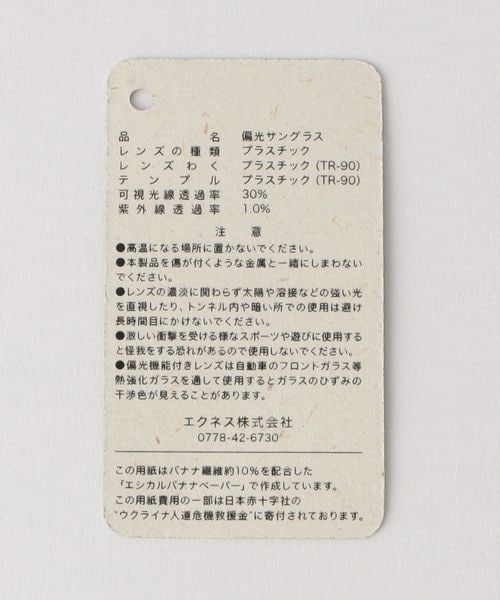 品名 偏光サングラス
レンズの種類 プラスチック
レンズわく プラスチック (TR-90)
テンプル プラスチック (TR-90)
可視光線透過率 30%
紫外線透過率 1.0%
注意
●高温になる場所に置かないでください。
●本製品を傷が付くような金属と一緒にしまわない
でください。
●レンズの濃淡に関わらず太陽や溶接などの強い光
を直視したり、トンネル内や暗い所での使用は避け
長時間目にかけないでください。
●激しい衝撃を受ける様なスポーツや遊びに使用する
と怪我をする恐れがあるので使用しないでください。
●偏光機能付きレンズは自動車のフロントガラス等
熱強化ガラスを通して使用するとガラスのひずみの
干渉色が見えることがあります。
エクネス株式会社
0778-42-6730
この用紙はバナナ繊維約10%を配合した
「エシカルバナナペーパー」で作成しています。
この用紙費用の一部は日本赤十字社の
“ウクライナ人道危機救援金”に寄付されております。